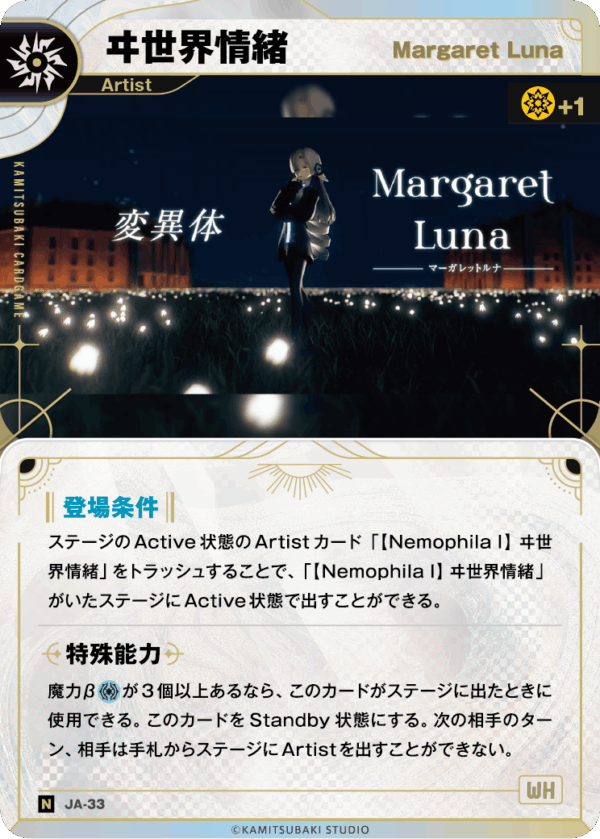 ヰ世界情緒
Margaret Luna
Artist
+1
KAMITSUBAKI CARDGAME
変異体
Margaret
Luna
マーガレットルナ
登場条件
ステージのActive状態のArtistカード「【Nemophila I】ヰ世
界情緒」をトラッシュすることで、「【Nemophila I】ヰ世界情緒」
がいたステージにActive状態で出すことができる。
特殊能力
魔力βが3個以上あるなら、このカードがステージに出たときに
使用できる。このカードをStandby状態にする。次の相手のター
ン、相手は手札からステージにArtistを出すことができない。
WH
N JA-33
©KAMITSUBAKI STUDIO